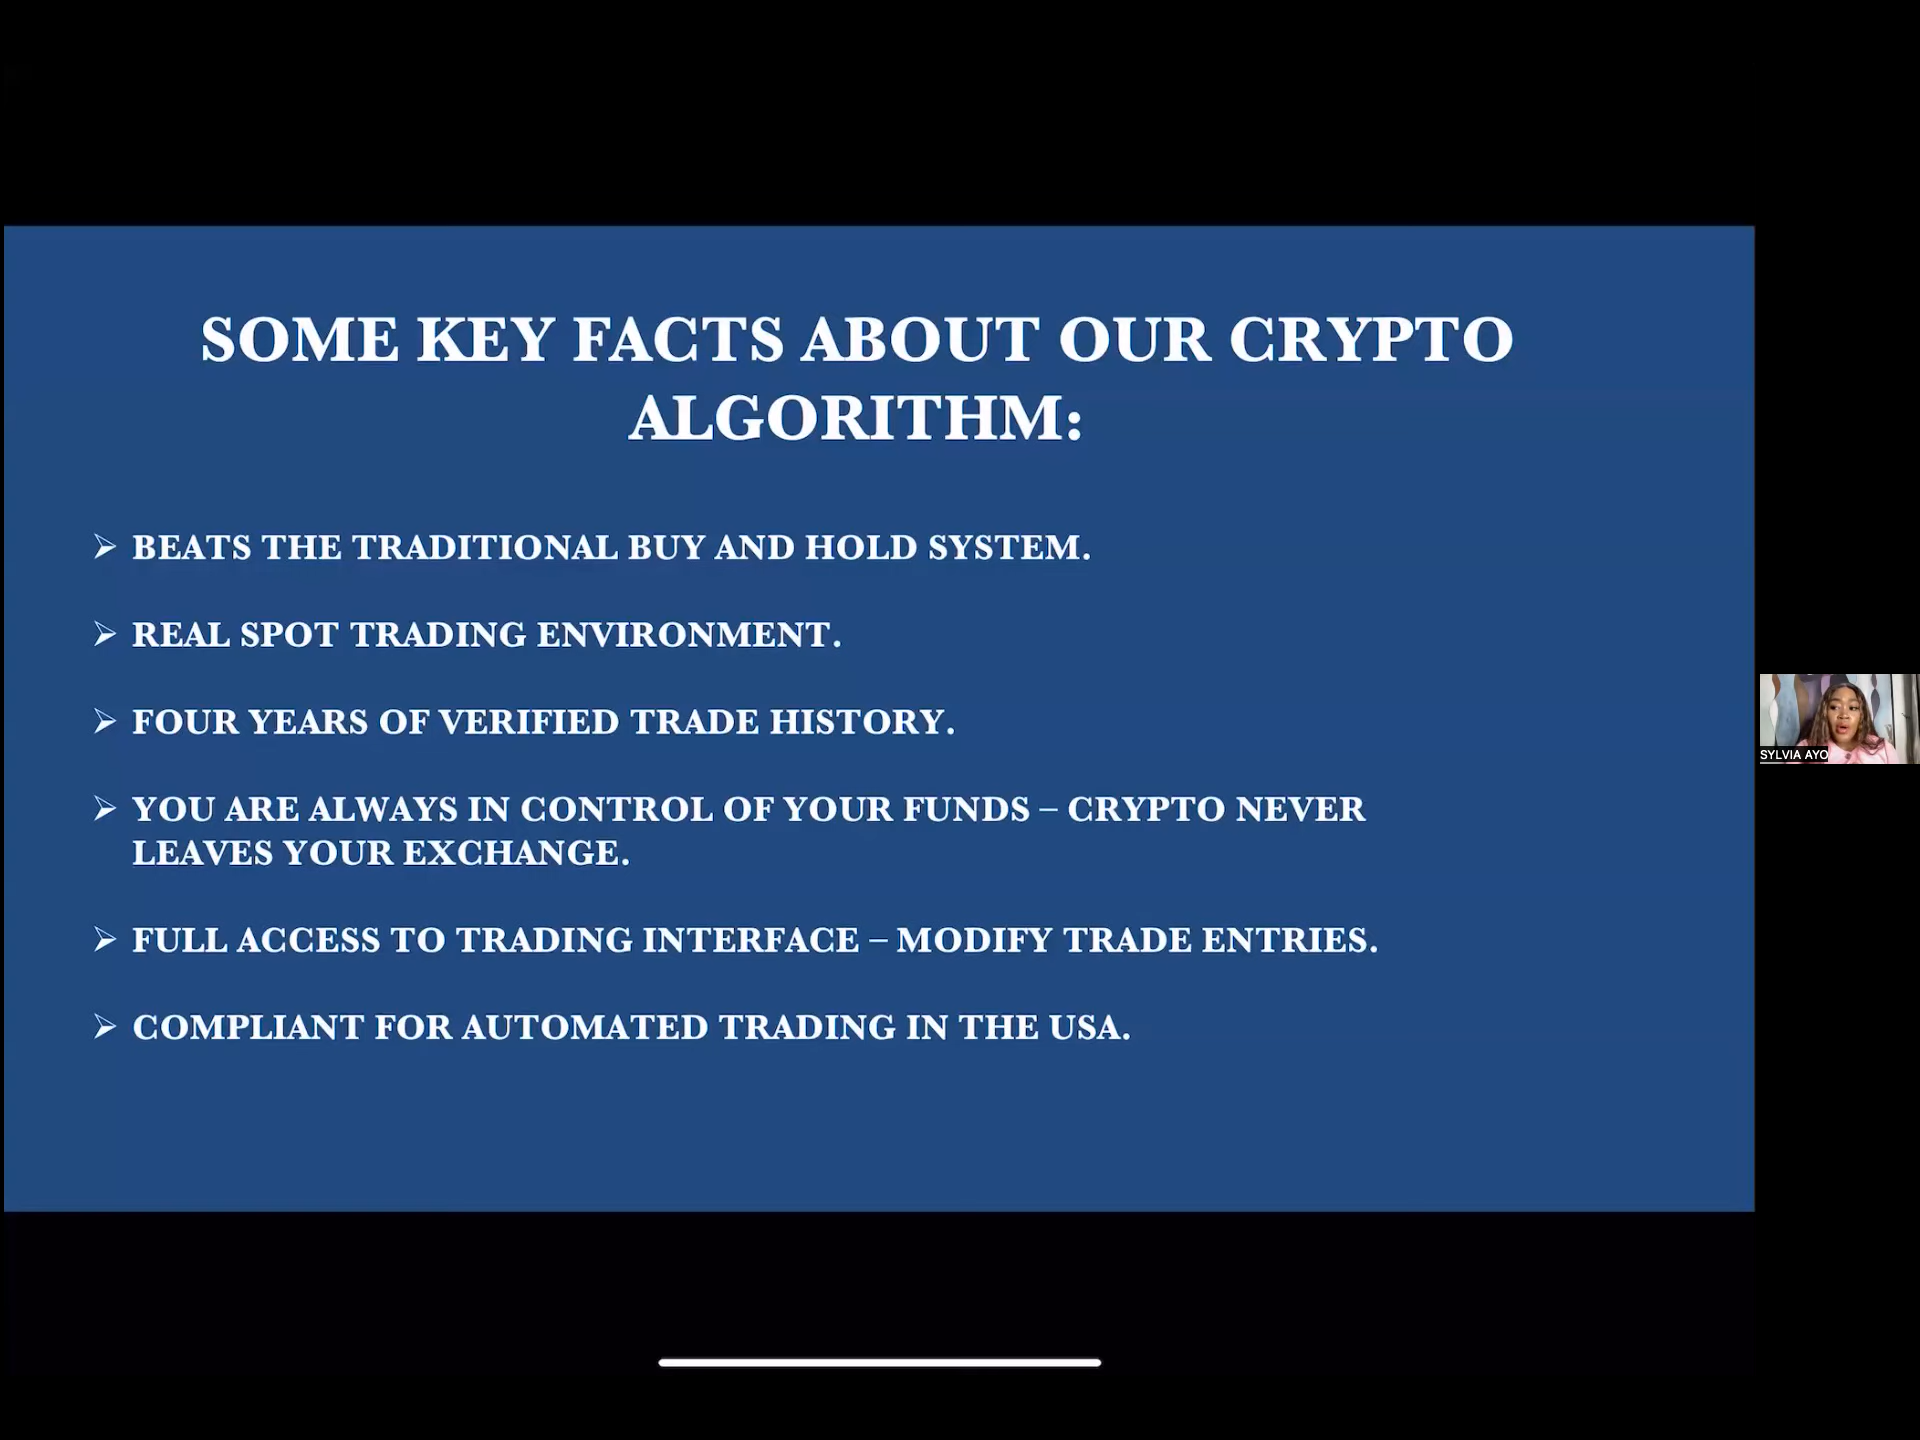 SOME KEY FACTS ABOUT OUR CRYPTO
ALGORITHM:
➢ BEATS THE TRADITIONAL BUY AND HOLD SYSTEM.
➢ REAL SPOT TRADING ENVIRONMENT.
➢ FOUR YEARS OF VERIFIED TRADE HISTORY.
➢ YOU ARE ALWAYS IN CONTROL OF YOUR FUNDS – CRYPTO NEVER
LEAVES YOUR EXCHANGE.
➢ FULL ACCESS TO TRADING INTERFACE – MODIFY TRADE ENTRIES.
➢ COMPLIANT FOR AUTOMATED TRADING IN THE USA.
SYLVIA AYO